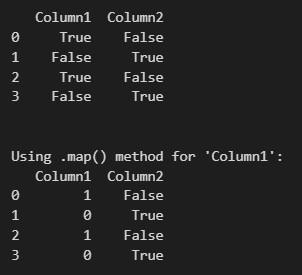 Column1  Column2
0     True    False
1    False     True
2     True    False
3    False     True
Using .map() method for 'Column1':
   Column1  Column2
0        1    False
1        0     True
2        1    False
3        0     True